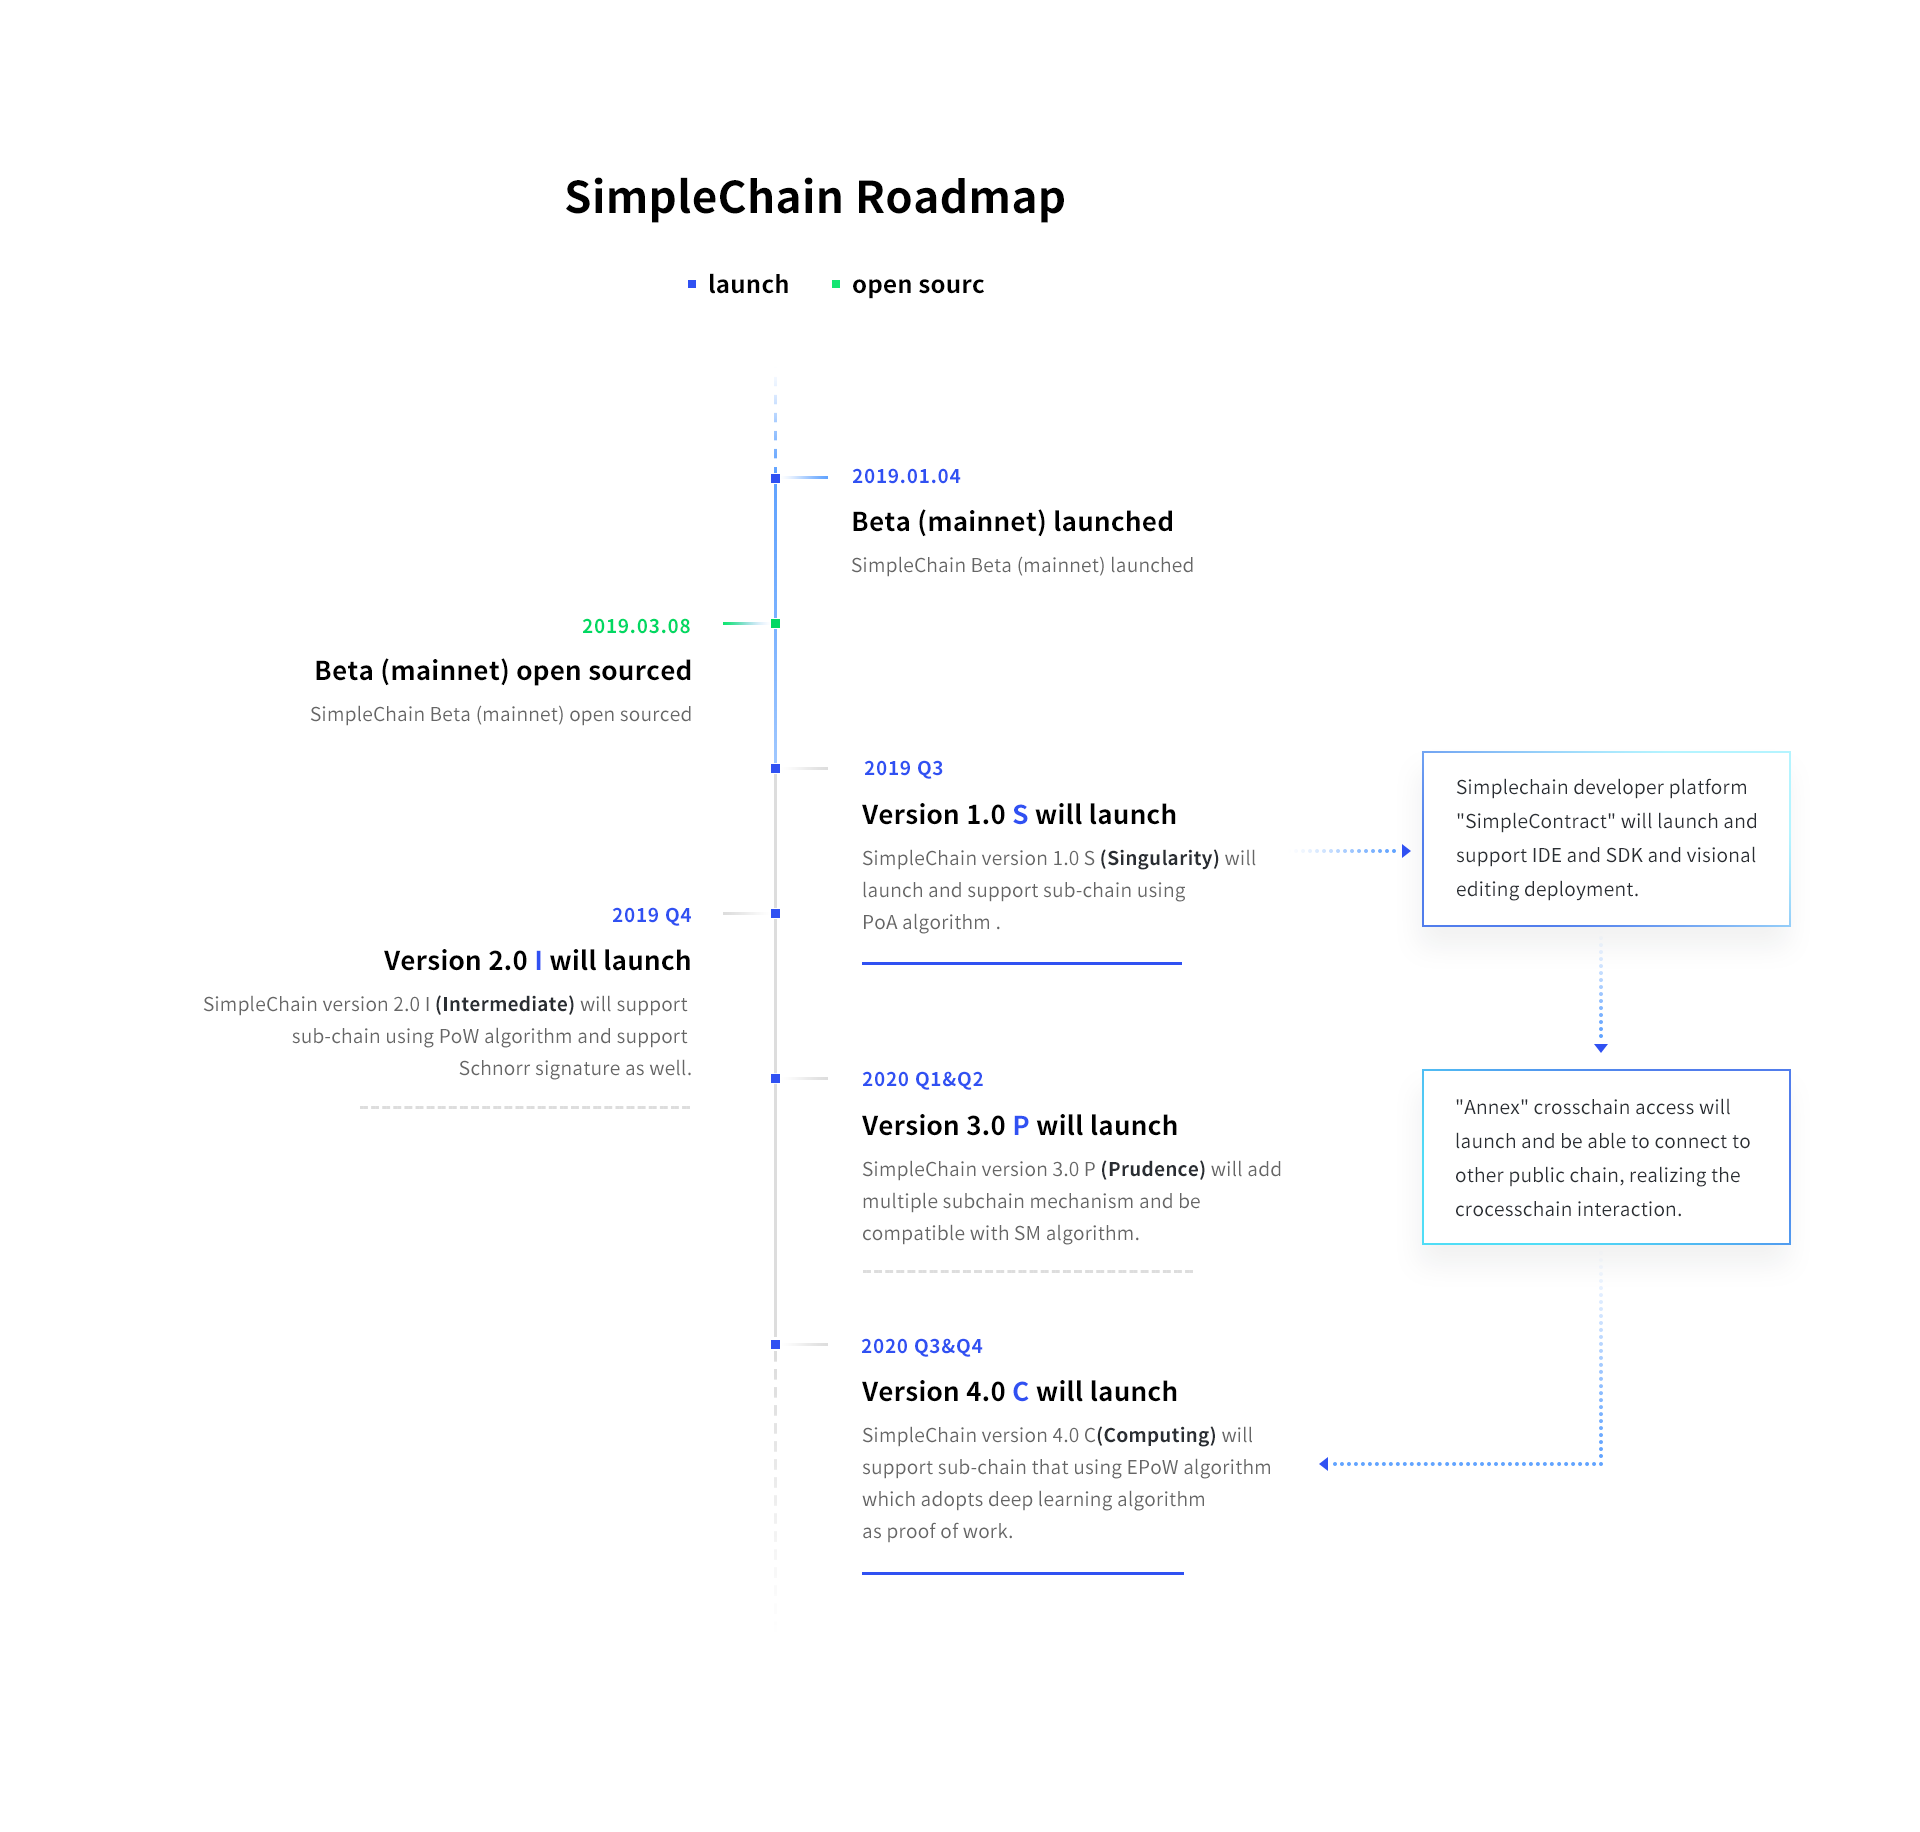 SimpleChain Roadmap
launch
open sourc
2019.01.04
Beta (mainnet) launched
SimpleChain Beta (mainnet) launched
2019.03.08
Beta (mainnet) open sourced
SimpleChain Beta (mainnet) open sourced
2019 Q3
Version 1.0 S will launch
SimpleChain version 1.0 S (Singularity) will
launch and support sub-chain using
PoA algorithm .
Simplechain developer platform
"SimpleContract" will launch and
support IDE and SDK and visional
editing deployment.
2019 Q4
Version 2.0 I will launch
SimpleChain version 2.0 I (Intermediate) will support
sub-chain using PoW algorithm and support
Schnorr signature as well.
2020 Q1&Q2
Version 3.0 P will launch
SimpleChain version 3.0 P (Prudence) will add
multiple subchain mechanism and be
compatible with SM algorithm.
"Annex" crosschain access will
launch and be able to connect to
other public chain, realizing the
crocesschain interaction.
2020 Q3&Q4
Version 4.0 C will launch
SimpleChain version 4.0 C(Computing) will
support sub-chain that using EPoW algorithm
which adopts deep learning algorithm
as proof of work.